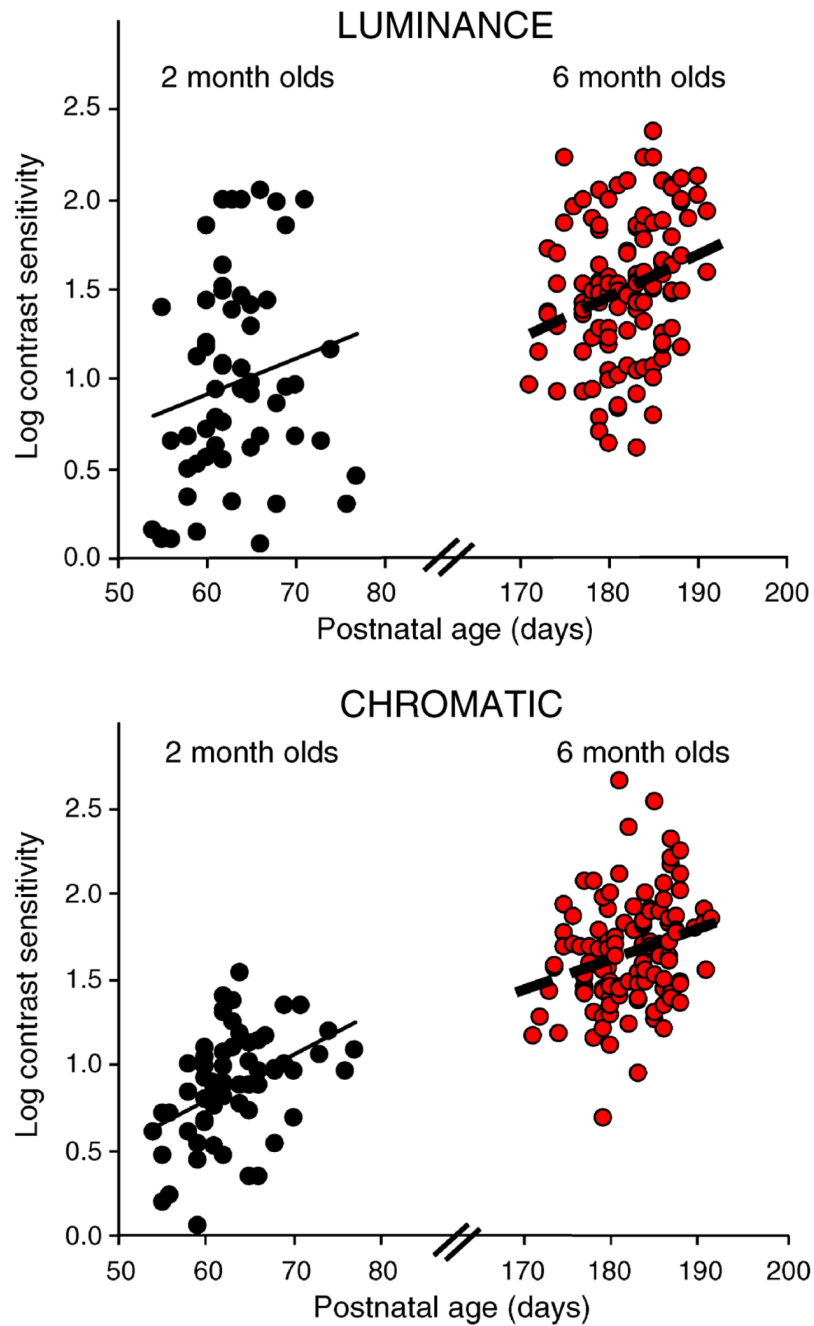 LUMINANCE
2 month olds
6 month olds
Log contrast sensitivity
2.5
2.0
1.5
1.0
0.5
0.0
50 60 70 80 170 180 190 200
Postnatal age (days)
CHROMATIC
2 month olds
6 month olds
Log contrast sensitivity
2.5
2.0
1.5
1.0
0.5
0.0
50 60 70 80 170 180 190 200
Postnatal age (days)